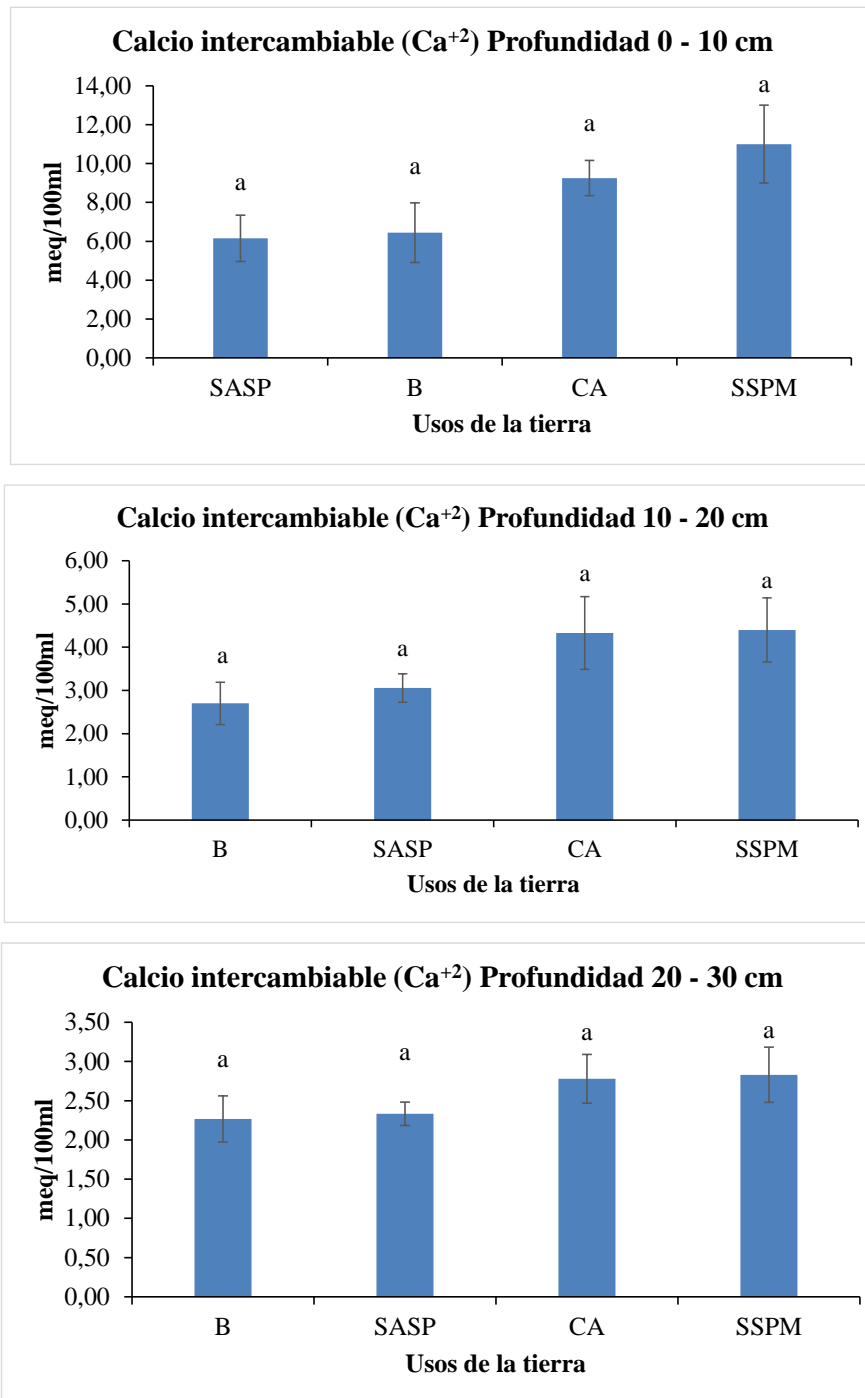 Calcio intercambiable (Ca⁺²) Profundidad 0 - 10 cm
14,00
12,00
10,00
8,00
6,00
4,00
2,00
0,00
meq/100ml
a
a
a
a
SASP B CA SSPM
Usos de la tierra
Calcio intercambiable (Ca⁺²) Profundidad 10 - 20 cm
6,00
5,00
4,00
3,00
2,00
1,00
0,00
meq/100ml
a
a
a
a
B SASP CA SSPM
Usos de la tierra
Calcio intercambiable (Ca⁺²) Profundidad 20 - 30 cm
3,50
3,00
2,50
2,00
1,50
1,00
0,50
0,00
meq/100ml
a
a
a
a
B SASP CA SSPM
Usos de la tierra